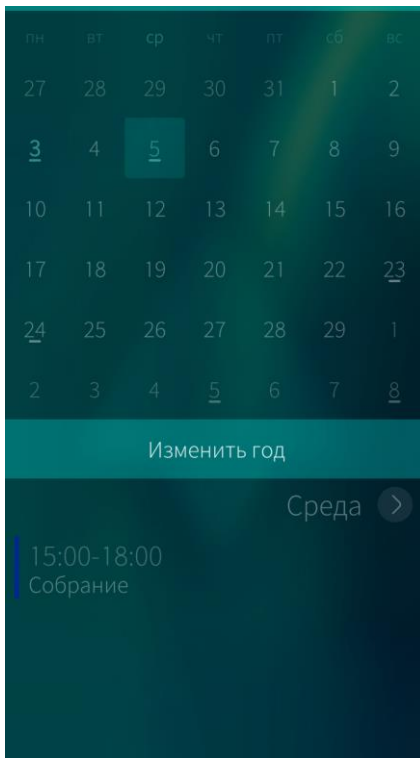 пн вт ср чт пт сб вс
27 28 29 30 31 1 2
3 4 5 6 7 8 9
10 11 12 13 14 15 16
17 18 19 20 21 22 23
24 25 26 27 28 29 1
2 3 4 5 6 7 8
Изменить год
Среда
15:00-18:00
Собрание